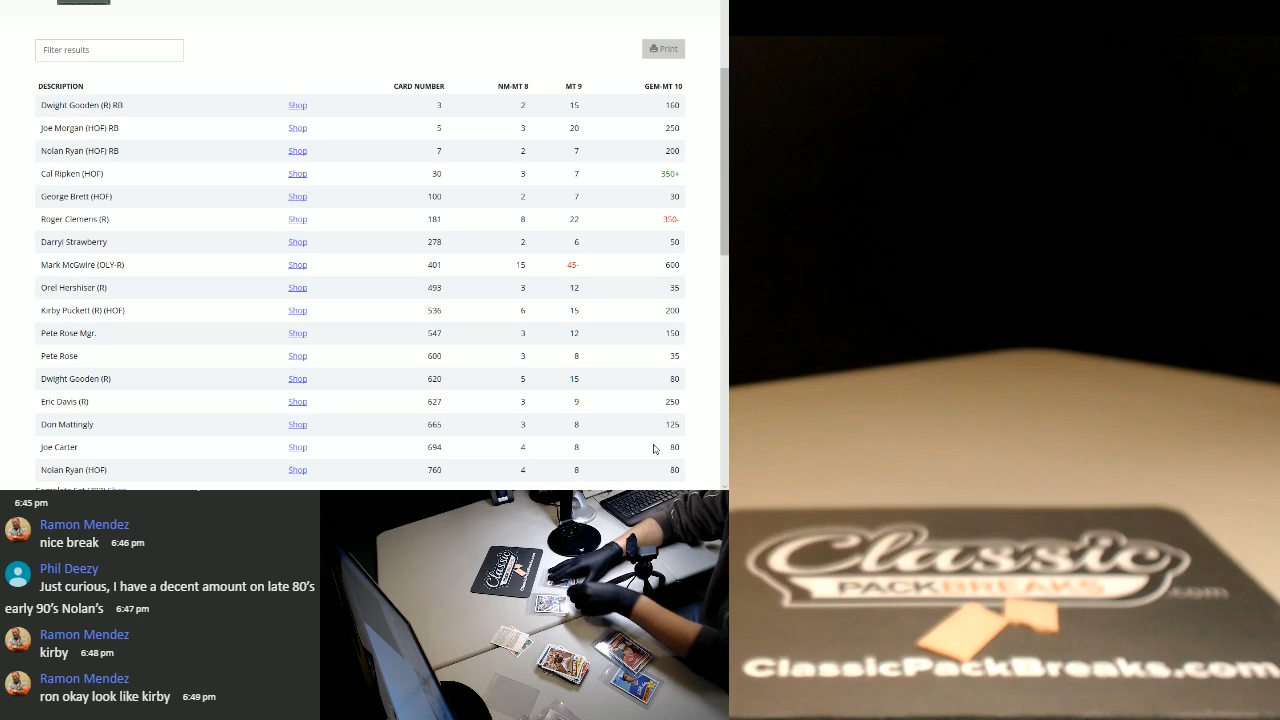 Filter results
Print
DESCRIPTION CARD NUMBER NM-MT 8 MT 9 GEM-MT 10
Dwight Gooden (R) RB Shop 3 2 15 160
Joe Morgan (HOF) RB Shop 5 3 20 250
Nolan Ryan (HOF) RB Shop 7 2 7 200
Cal Ripken (HOF) Shop 30 3 7 350+
George Brett (HOF) Shop 100 2 7 30
Roger Clemens (R) Shop 181 8 22 350-
Darryl Strawberry Shop 278 2 6 50
Mark McGwire (OLY-R) Shop 401 15 45- 600
Orel Hershiser (R) Shop 493 3 12 35
Kirby Puckett (R) (HOF) Shop 536 6 15 200
Pete Rose Mgr. Shop 547 3 12 150
Pete Rose Shop 600 3 8 35
Dwight Gooden (R) Shop 620 5 15 80
Eric Davis (R) Shop 627 3 9 250
Don Mattingly Shop 665 3 8 125
Joe Carter Shop 694 4 8 80
Nolan Ryan (HOF) Shop 760 4 8 80
6:45 pm
Ramon Mendez
nice break 6:46 pm
Phil Deezy
Just curious, I have a decent amount on late 80's
early 90's Nolan's 6:47 pm
Ramon Mendez
kirby 6:48 pm
Ramon Mendez
ron okay look like kirby 6:49 pm
Classic
PACKBREAKS
Classic
PACKBREAKS.com
ClassicPackBreaks.com